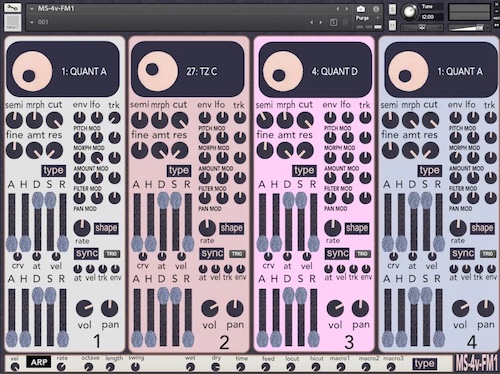 MS-4v-FM1
001
Purge
Tune
12:00
1: QUANT A
27: TZ C
4: QUANT D
1: QUANT A
semi mrph cut env lfo trk
semi mrph cut env lfo trk
semi mrph cut env lfo trk
semi mrph cut env lfo trk
PITCH MOD
PITCH MOD
PITCH MOD
PITCH MOD
fine amt res
fine amt res
fine amt res
fine amt res
MORPH MOD
MORPH MOD
MORPH MOD
MORPH MOD
AMOUNT MOD
AMOUNT MOD
AMOUNT MOD
AMOUNT MOD
type
type
type
type
A H D S R
A H D S R
A H D S R
A H D S R
FILTER MOD
FILTER MOD
FILTER MOD
FILTER MOD
PAN MOD
PAN MOD
PAN MOD
PAN MOD
shape
shape
shape
shape
rate
rate
rate
rate
sync TRIG
sync TRIG
sync TRIG
sync TRIG
crv at vel
crv at vel
crv at vel
crv at vel
at vel trk env
at vel trk env
at vel trk env
at vel trk env
A H D S R
A H D S R
A H D S R
A H D S R
vol pan
vol pan
vol pan
vol pan
1
2
3
4
vel ARP rate octave length swing wet dry time feed locut hicut macro1 macro2 macro3 type MS-4v-FM1